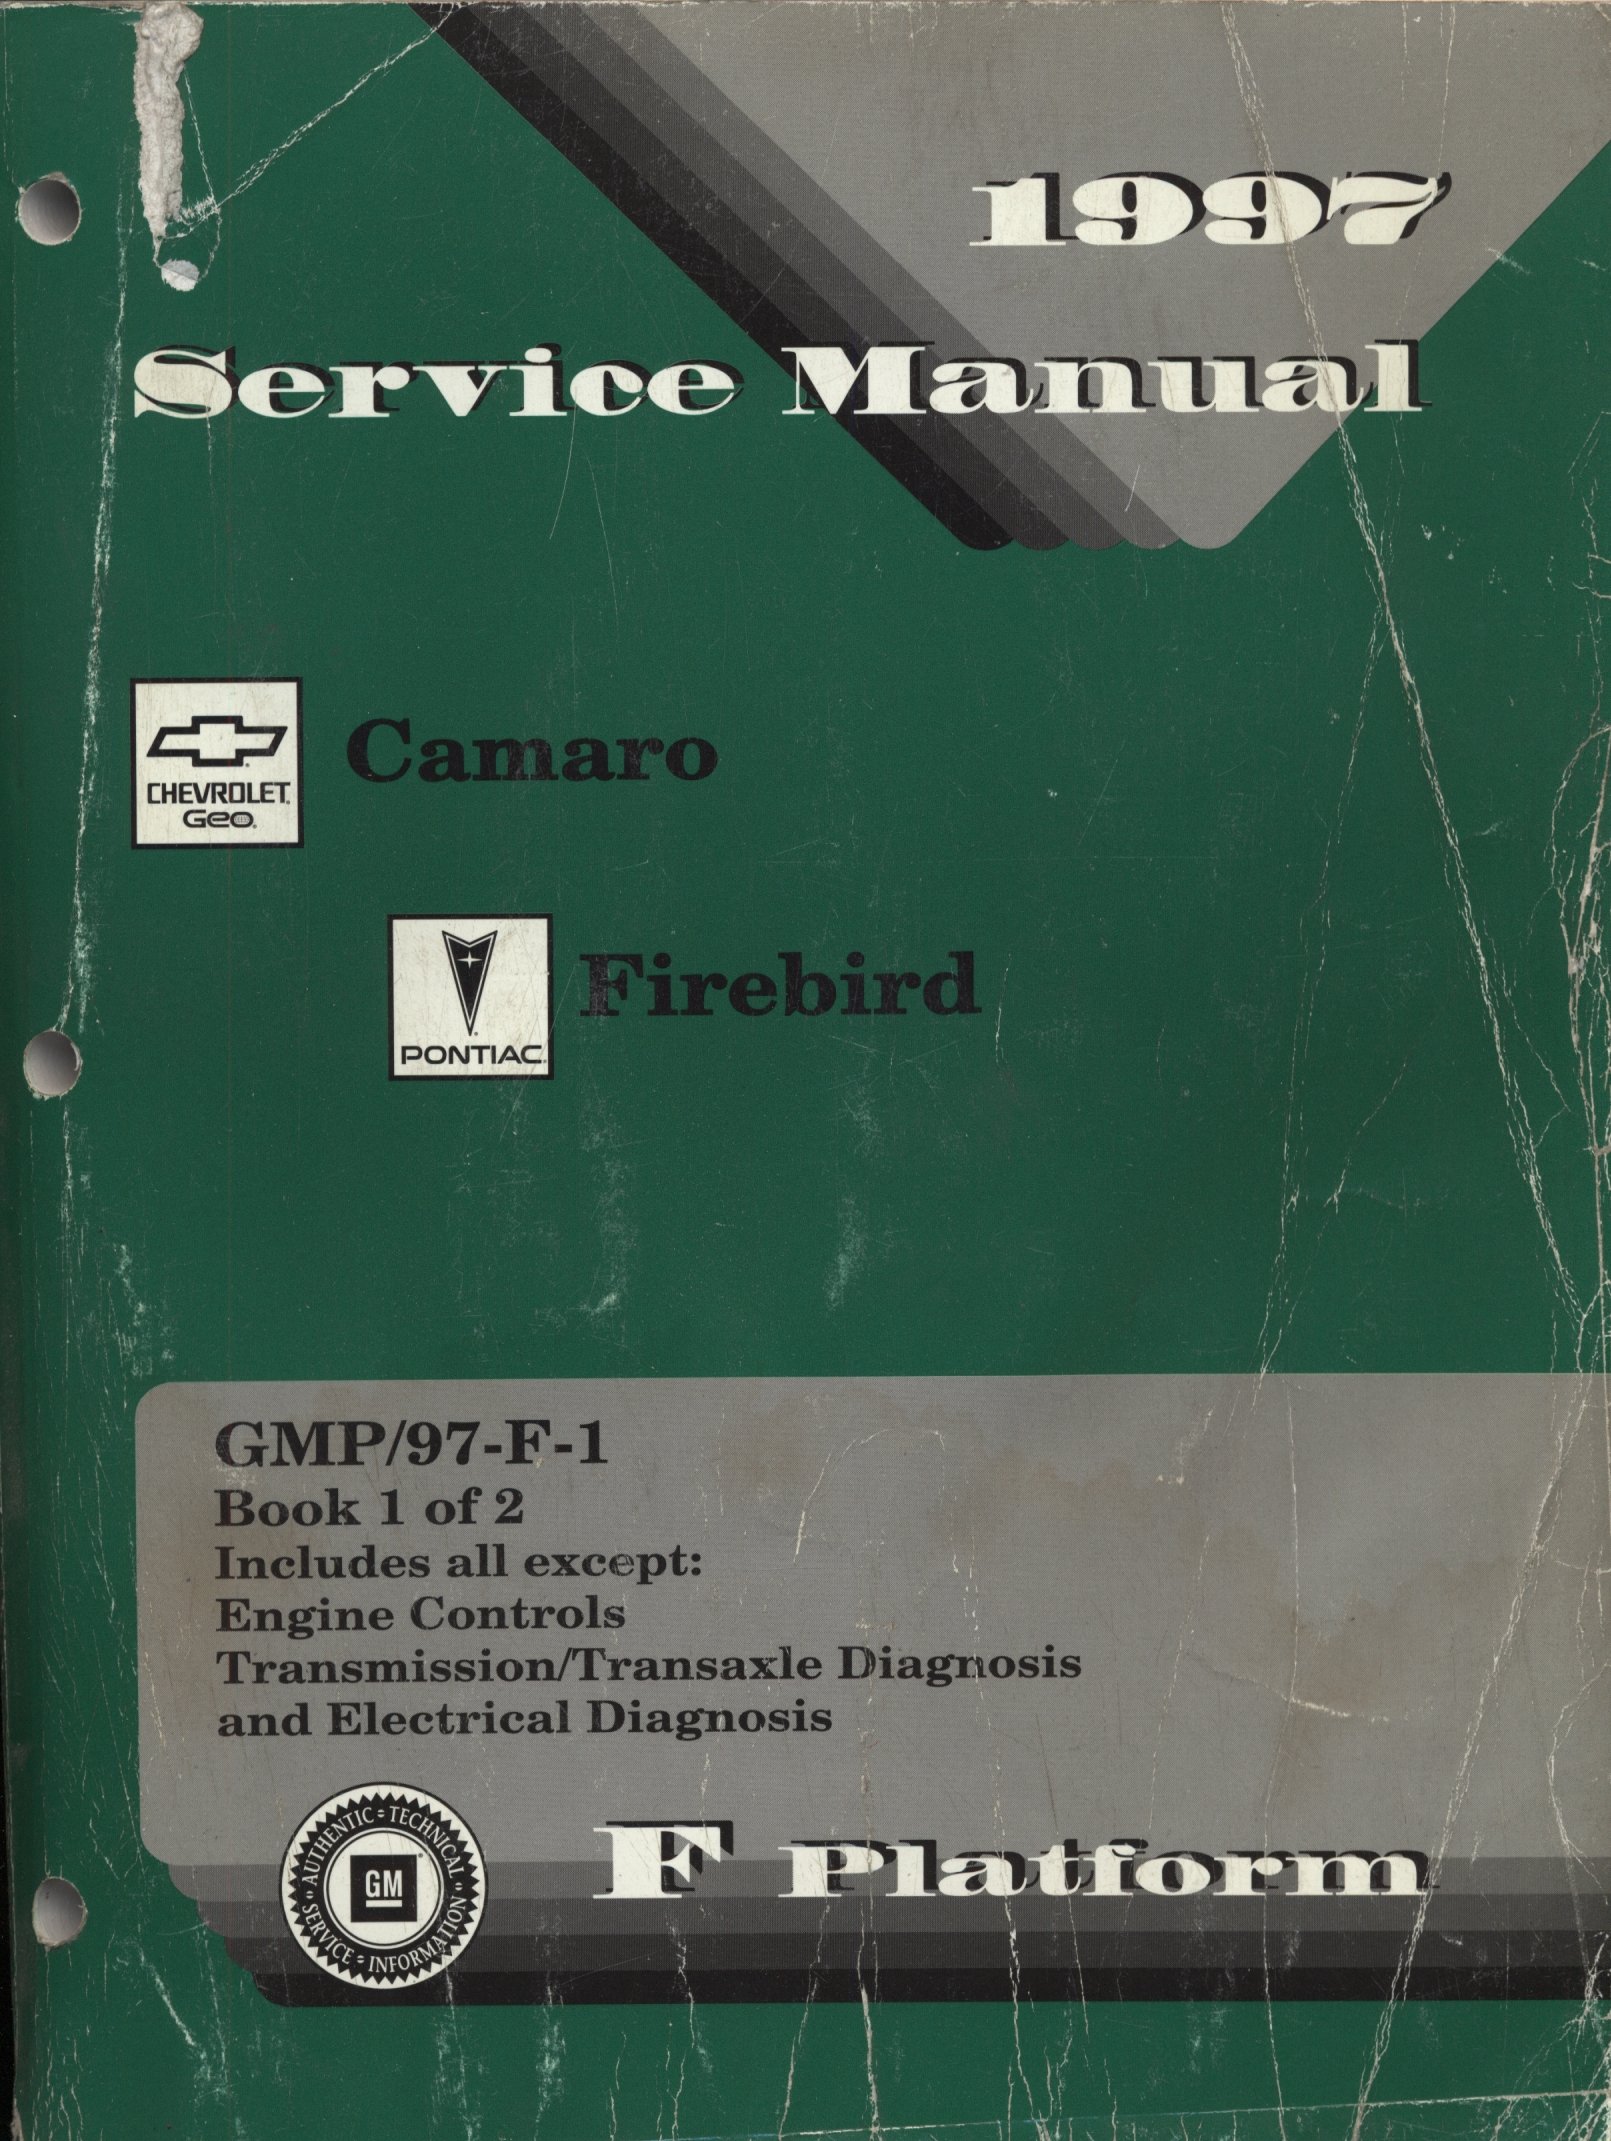 1997
Service Manual
CHEVROLET
Geo
Camaro
PONTIAC
Firebird
GMP/97-F-1
Book 1 of 2
Includes all except:
Engine Controls
Transmission/Transaxle Diagnosis
and Electrical Diagnosis
AUTHENTIC TECHNICAL
GM
SERVICE INFORMATION
F Platform